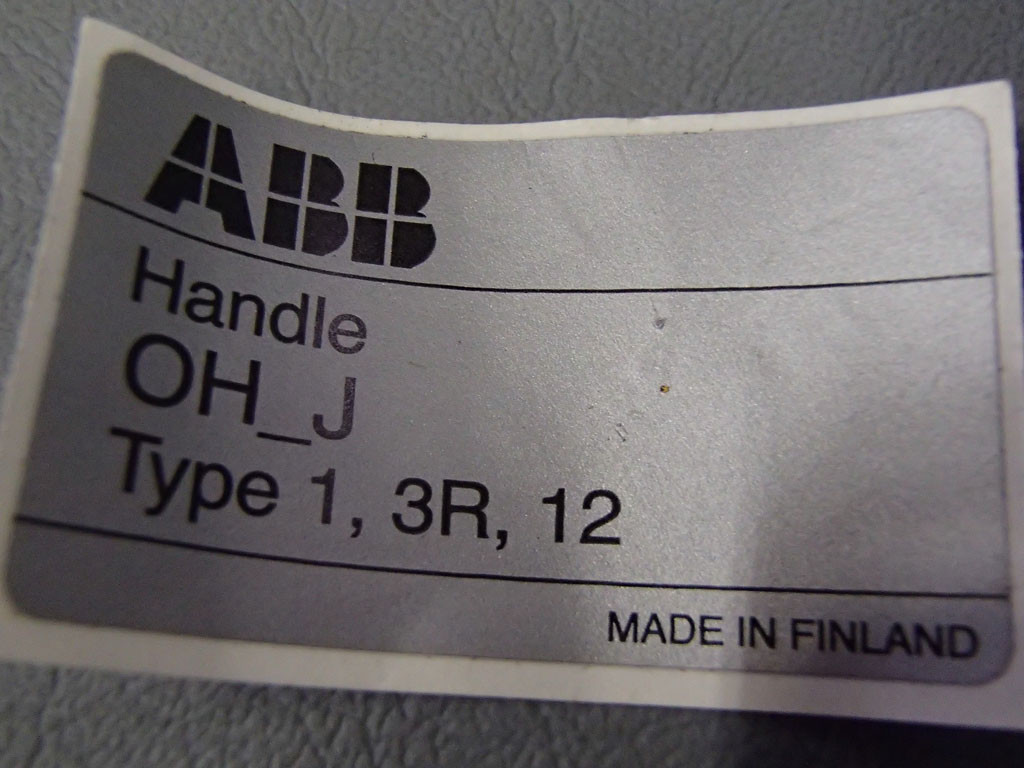 ABB
Handle
OH_J
Type 1, 3R, 12
MADE IN FINLAND